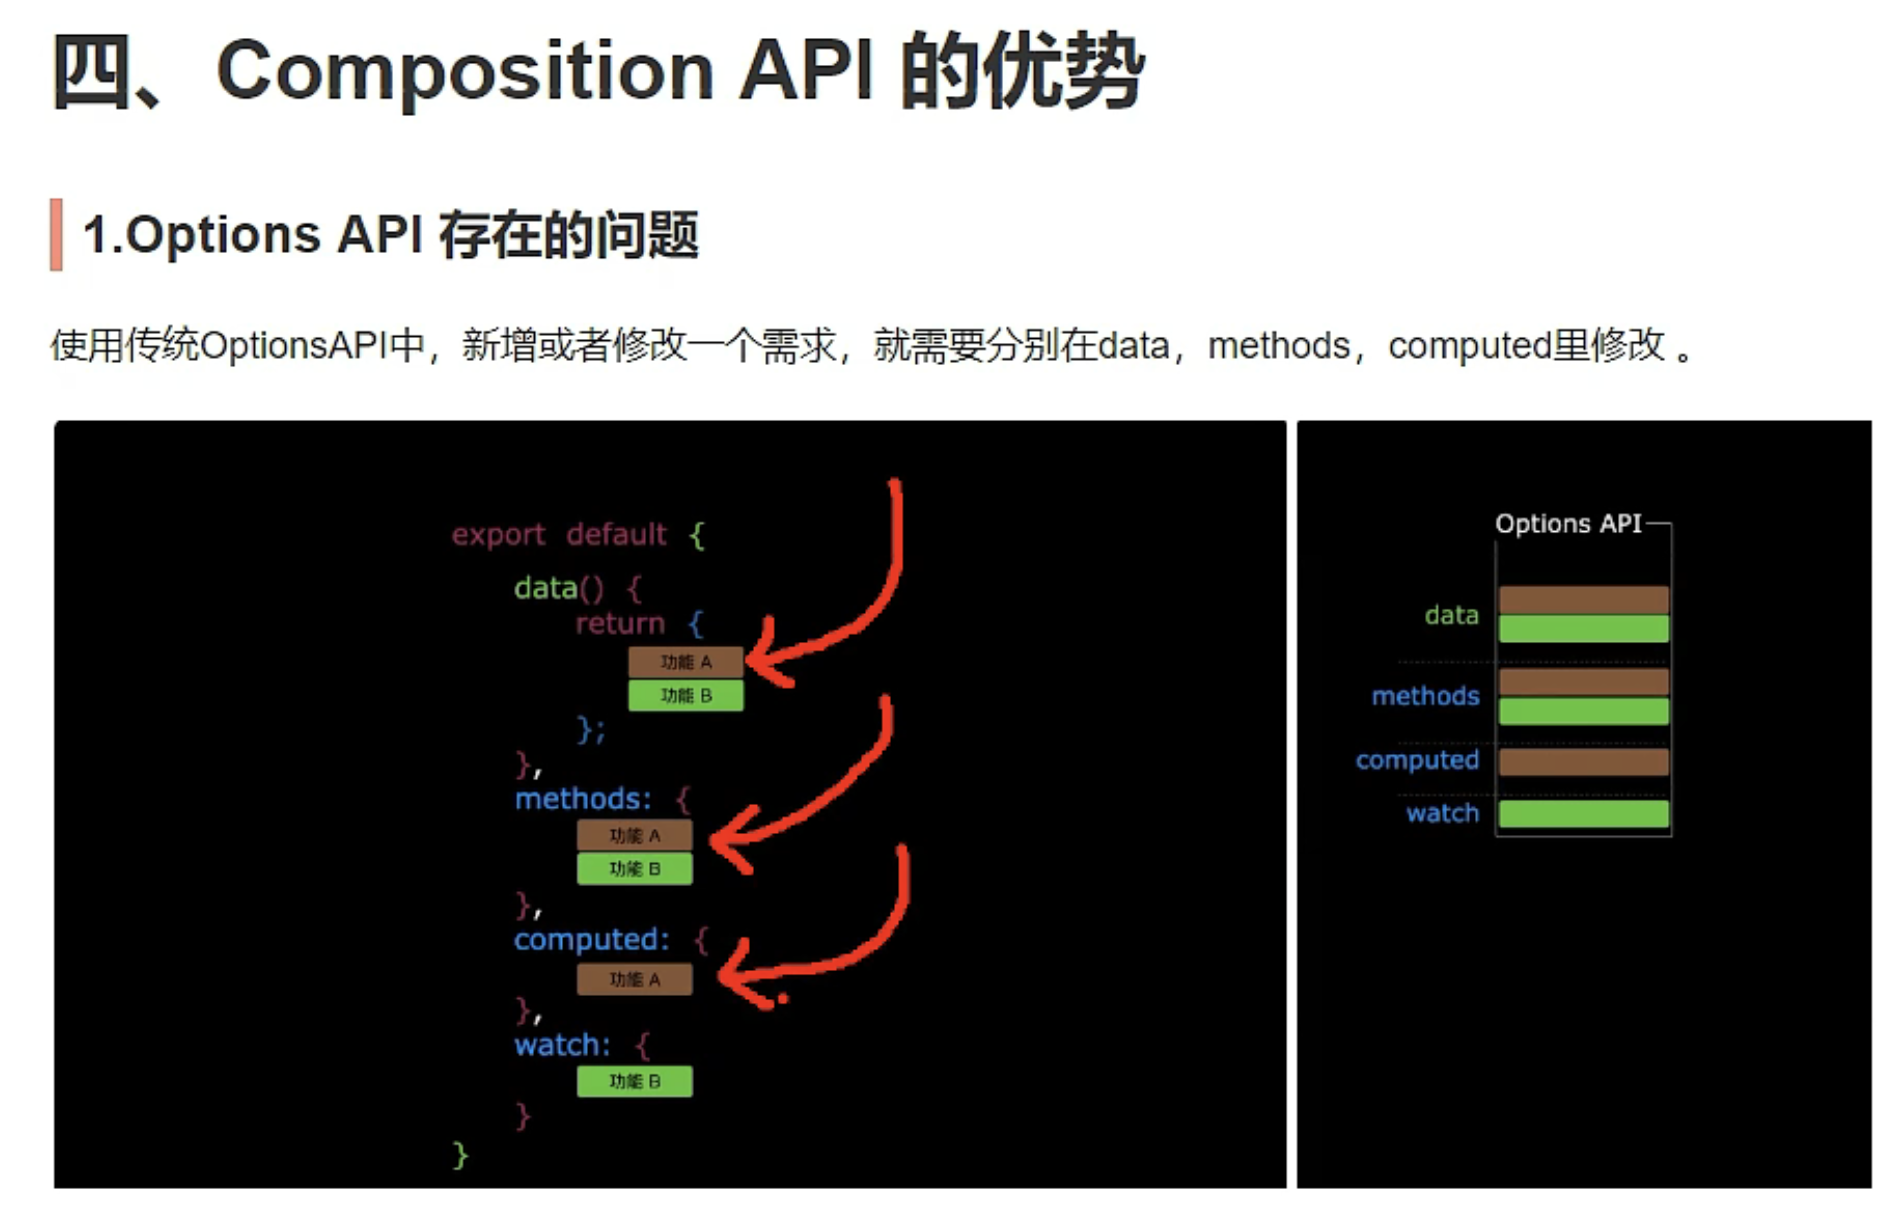 四、Composition API 的优势
1.Options API 存在的问题
使用传统OptionsAPI中，新增或者修改一个需求，就需要分别在data，methods，computed里修改 。
export default {
data() {
return {
功能 A
功能 B
};
},
methods: {
功能 A
功能 B
},
computed: {
功能 A
},
watch: {
功能 B
}
}
Options API
data
methods
computed
watch